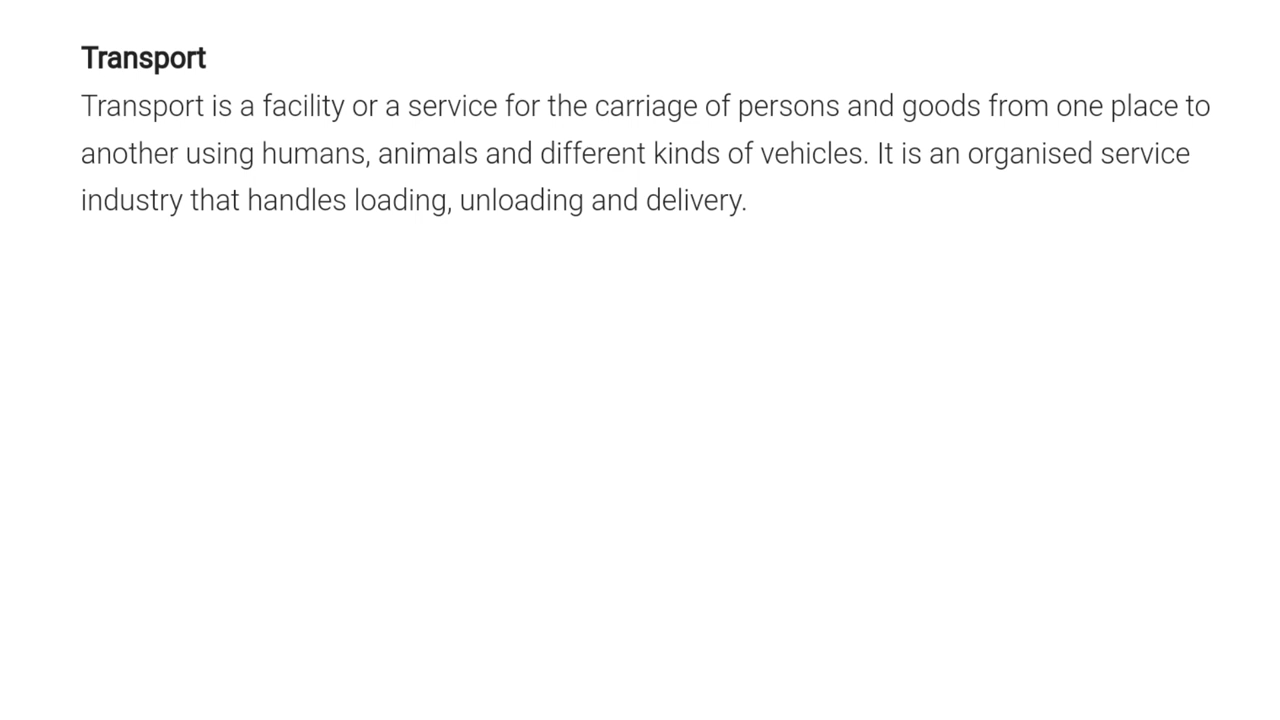 Transport
Transport is a facility or a service for the carriage of persons and goods from one place to
another using humans, animals and different kinds of vehicles. It is an organised service
industry that handles loading, unloading and delivery.